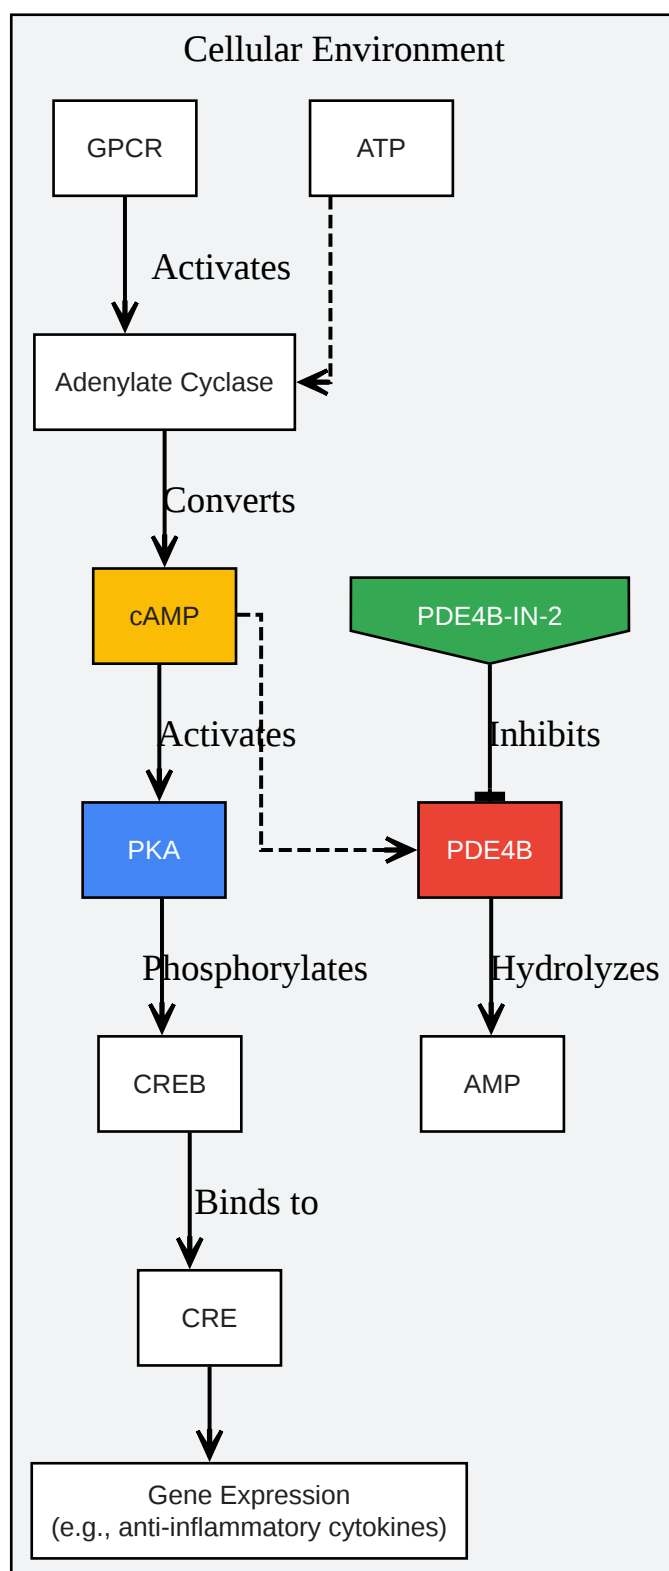 Cellular Environment
GPCR
ATP
Activates
Adenylate Cyclase
Converts
cAMP
PDE4B-IN-2
Activates
Inhibits
PKA
PDE4B
Phosphorylates
Hydrolyzes
CREB
AMP
Binds to
CRE
Gene Expression
(e.g., anti-inflammatory cytokines)